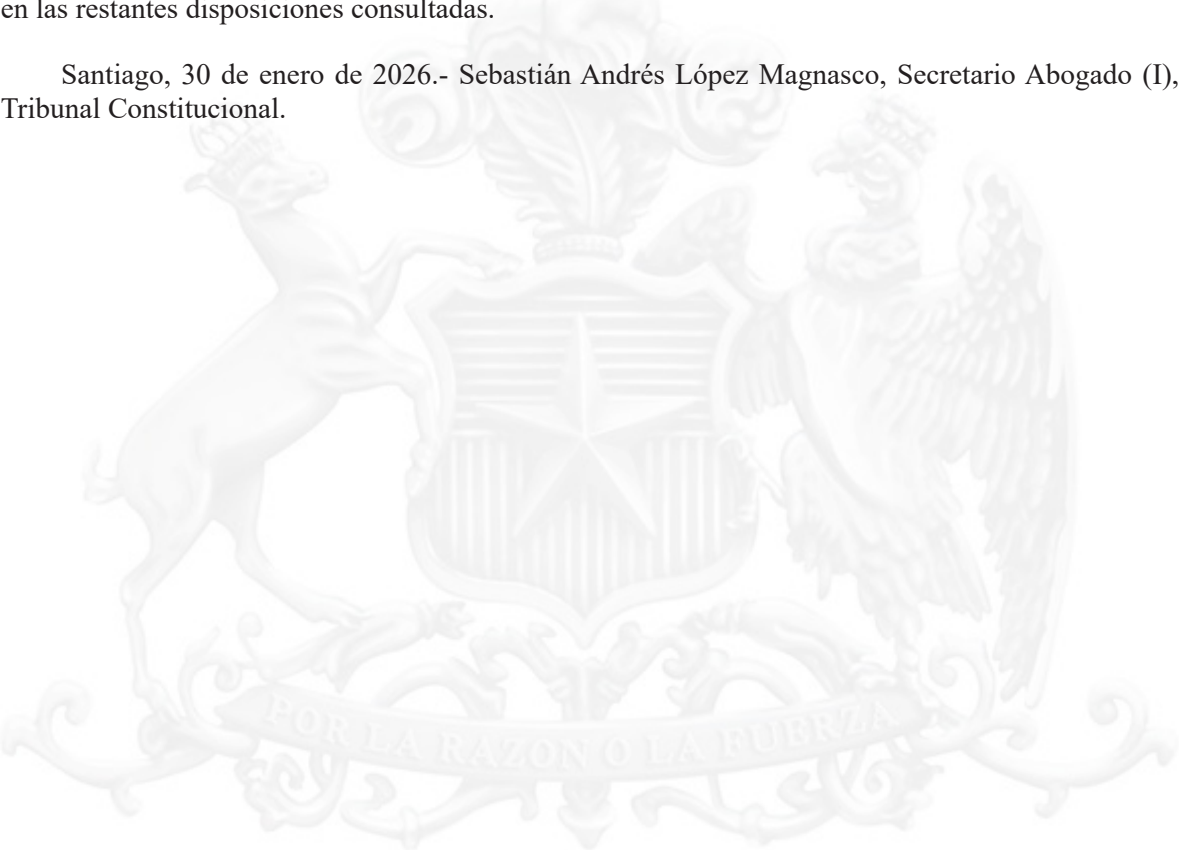 en las restantes disposiciones consultadas.
Santiago, 30 de enero de 2026.- Sebastián Andrés López Magnasco, Secretario Abogado (I),
Tribunal Constitucional.
POR LA RAZON O LA FUERZA